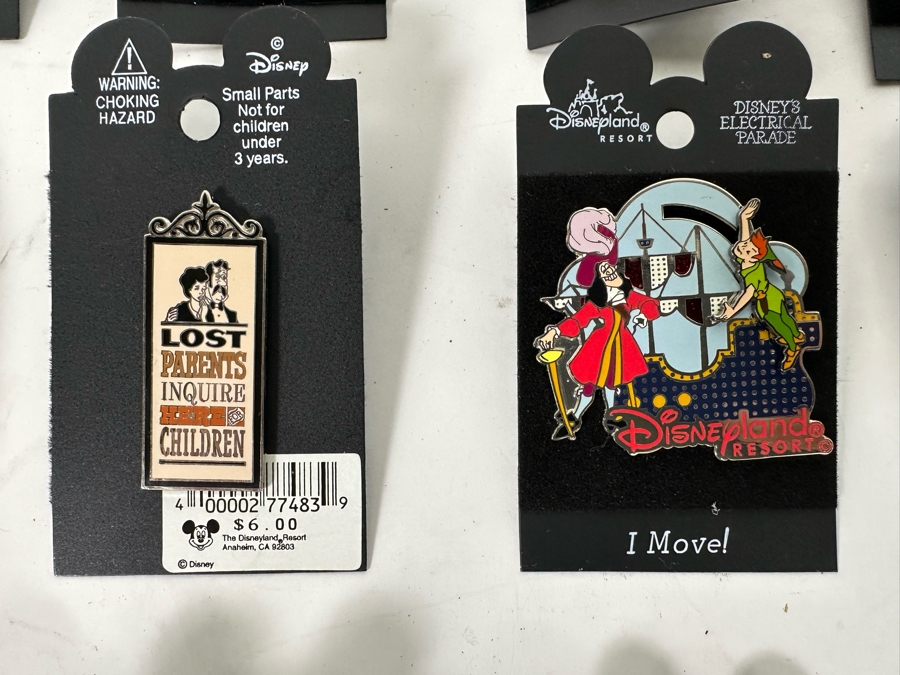 WARNING:
CHOKING
HAZARD
©
Disney
Small Parts
Not for
children
under
3 years.
LOST
PARENTS
INQUIRE
HERE
CHILDREN
4 00002 77483 9
$6.00
The Disneyland Resort
Anaheim, CA 92803
© Disney
Disneyland®
RESORT
DISNEY'S
ELECTRICAL
PARADE
Disneyland®
RESORT®
I Move!